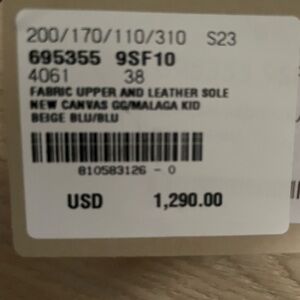 200/170/110/310 S23
695355 9SF10
4061 38
FABRIC UPPER AND LEATHER SOLE
NEW CANVAS GG/MALAGA KID
BEIGE BLU/BLU
810583126 - 0
USD 1,290.00